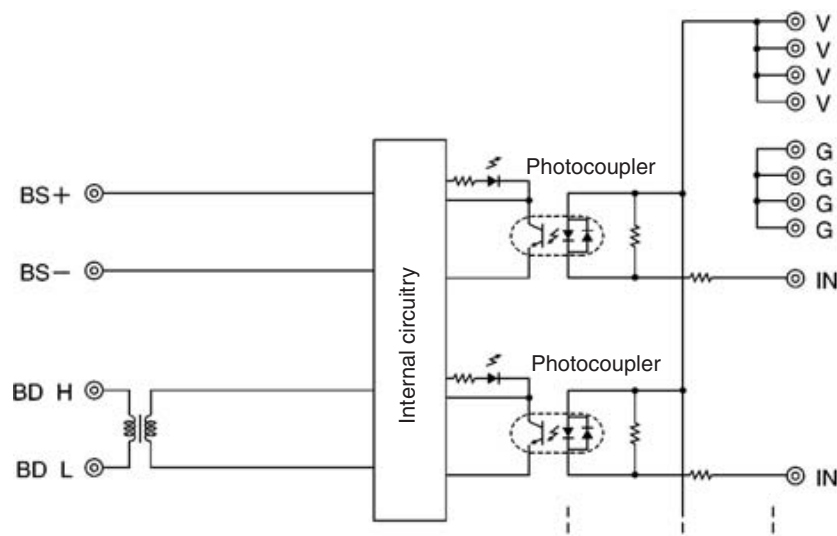 V
V
V
V
G
G
G
G
Photocoupler
BS+
BS−
IN
Internal circuitry
Photocoupler
BD H
BD L
IN